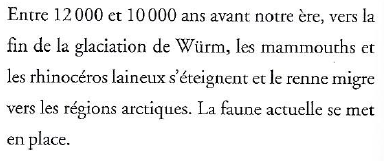 Entre 12 000 et 10 000 ans avant notre ère, vers la
fin de la glaciation de Würm, les mammouths et
les rhinocéros laineux s'éteignent et le renne migre
vers les régions arctiques. La faune actuelle se met
en place.